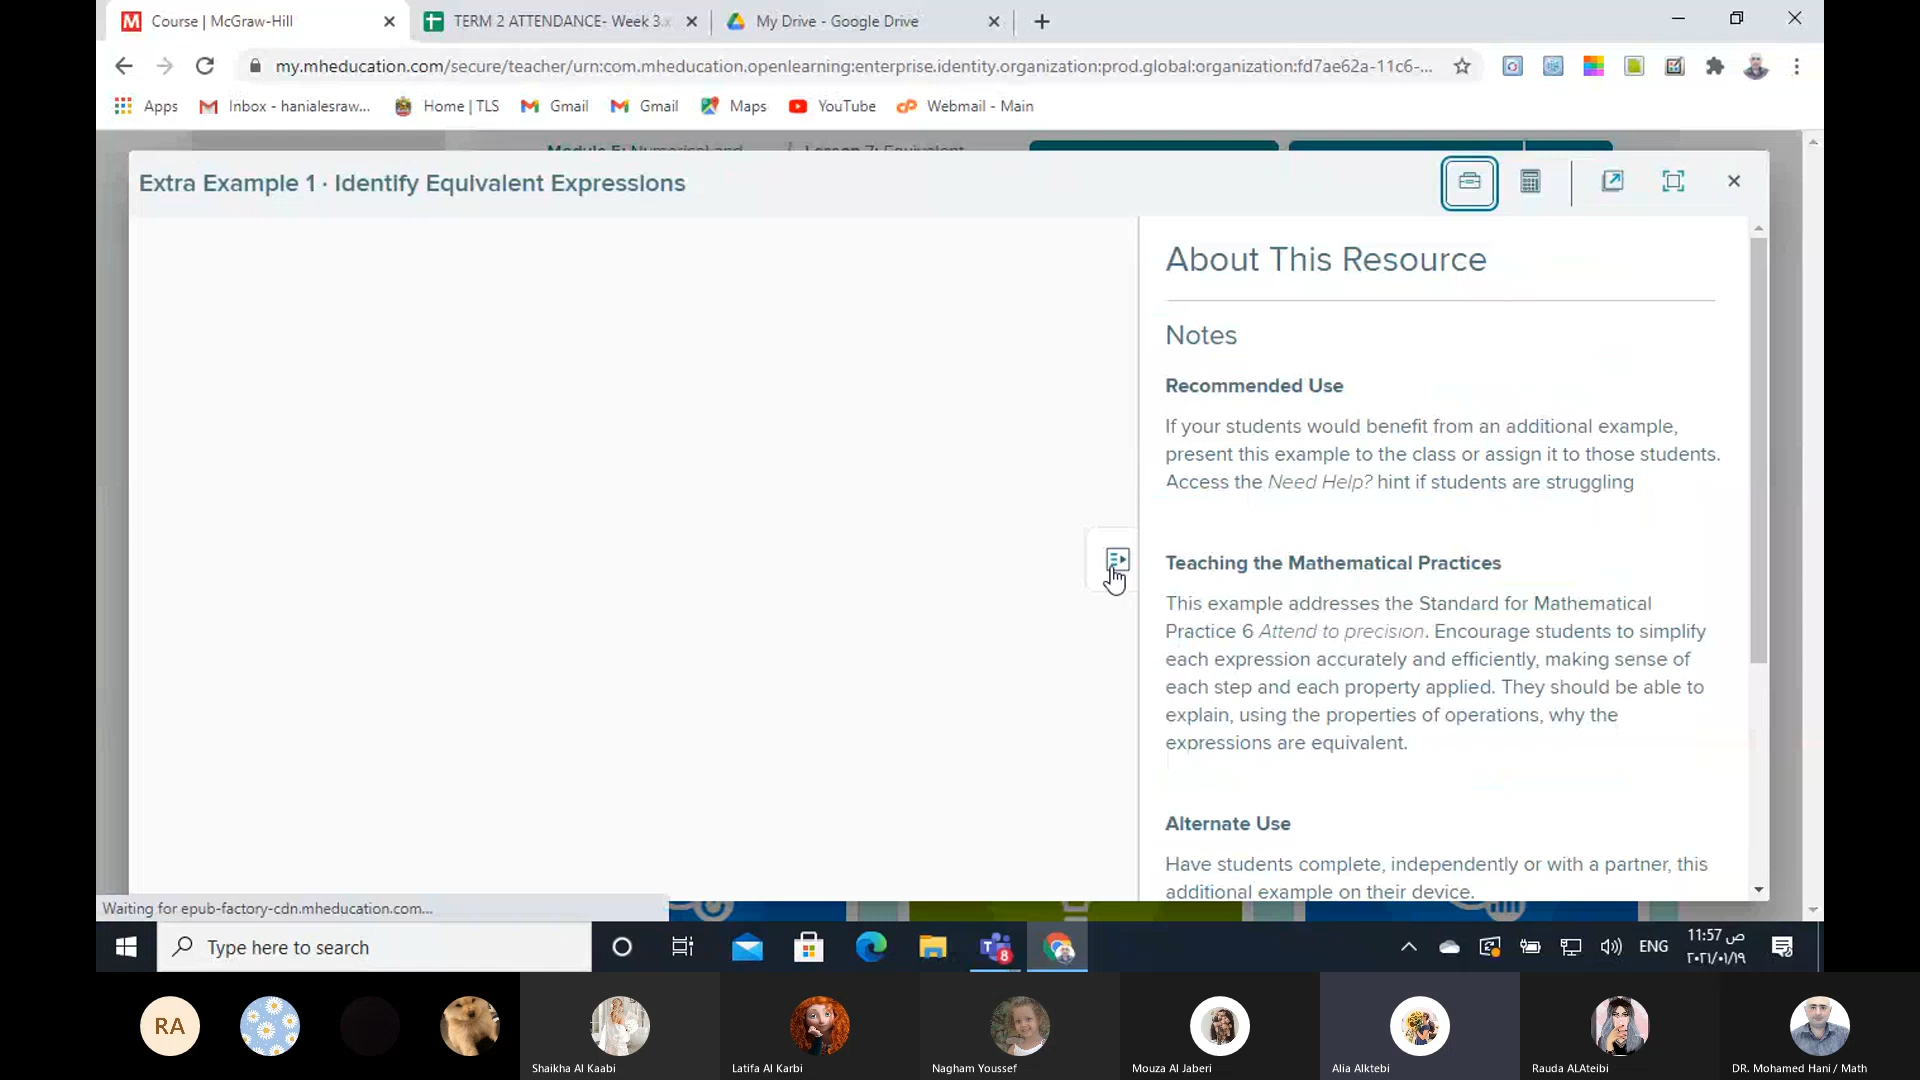 Course | McGraw-Hill
TERM 2 ATTENDANCE- Week 3.x
My Drive - Google Drive
my.mheducation.com/secure/teacher/urn:com.mheducation.openlearning:enterprise.identity.organization:prod.global:organization:fd7ae62a-11c6-...
Apps
Inbox - hanialesraw...
Home | TLS
Gmail
Gmail
Maps
YouTube
Webmail - Main
Module 5: Numerical and
Lesson 7: Equivalent
Extra Example 1 · Identify Equivalent Expressions
About This Resource
Notes
Recommended Use
If your students would benefit from an additional example,
present this example to the class or assign it to those students.
Access the Need Help? hint if students are struggling
Teaching the Mathematical Practices
This example addresses the Standard for Mathematical
Practice 6 Attend to precision. Encourage students to simplify
each expression accurately and efficiently, making sense of
each step and each property applied. They should be able to
explain, using the properties of operations, why the
expressions are equivalent.
Alternate Use
Have students complete, independently or with a partner, this
additional example on their device.
Waiting for epub-factory-cdn.mheducation.com...
Type here to search
8
ENG
11:57 ص
٢٠٢١/٠١/١٩
RA
Shaikha Al Kaabi
Latifa Al Karbi
Nagham Youssef
Mouza Al Jaberi
Alia Alktebi
Rauda ALAteibi
DR. Mohamed Hani / Math